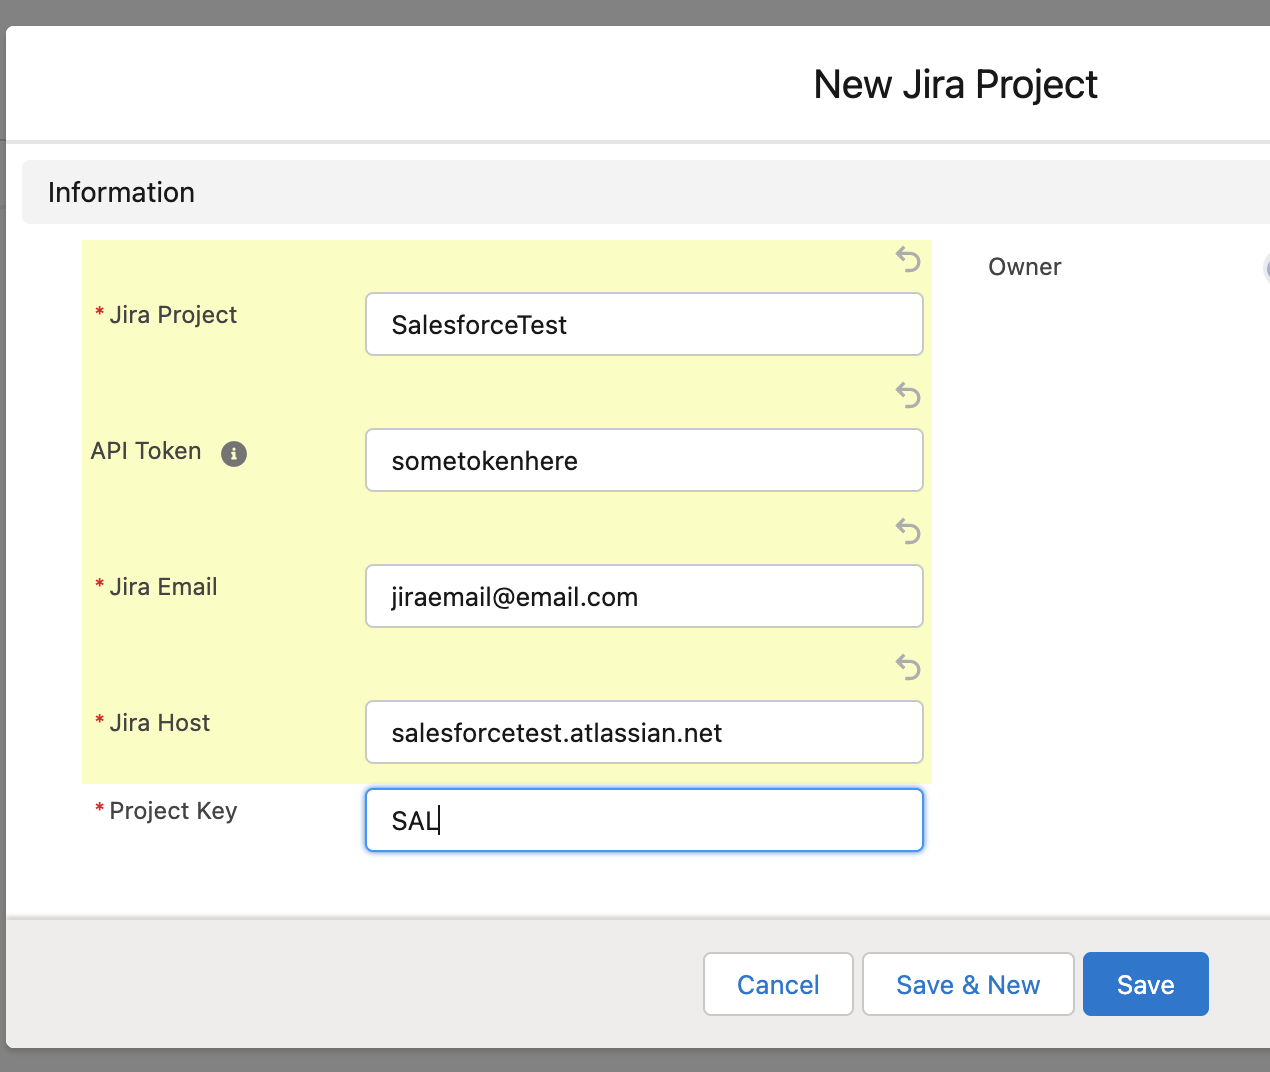 New Jira Project
Information
* Jira Project
SalesforceTest
Owner
API Token
sometokenhere
* Jira Email
jiraemail@email.com
* Jira Host
salesforcetest.atlassian.net
* Project Key
SAL
Cancel
Save & New
Save